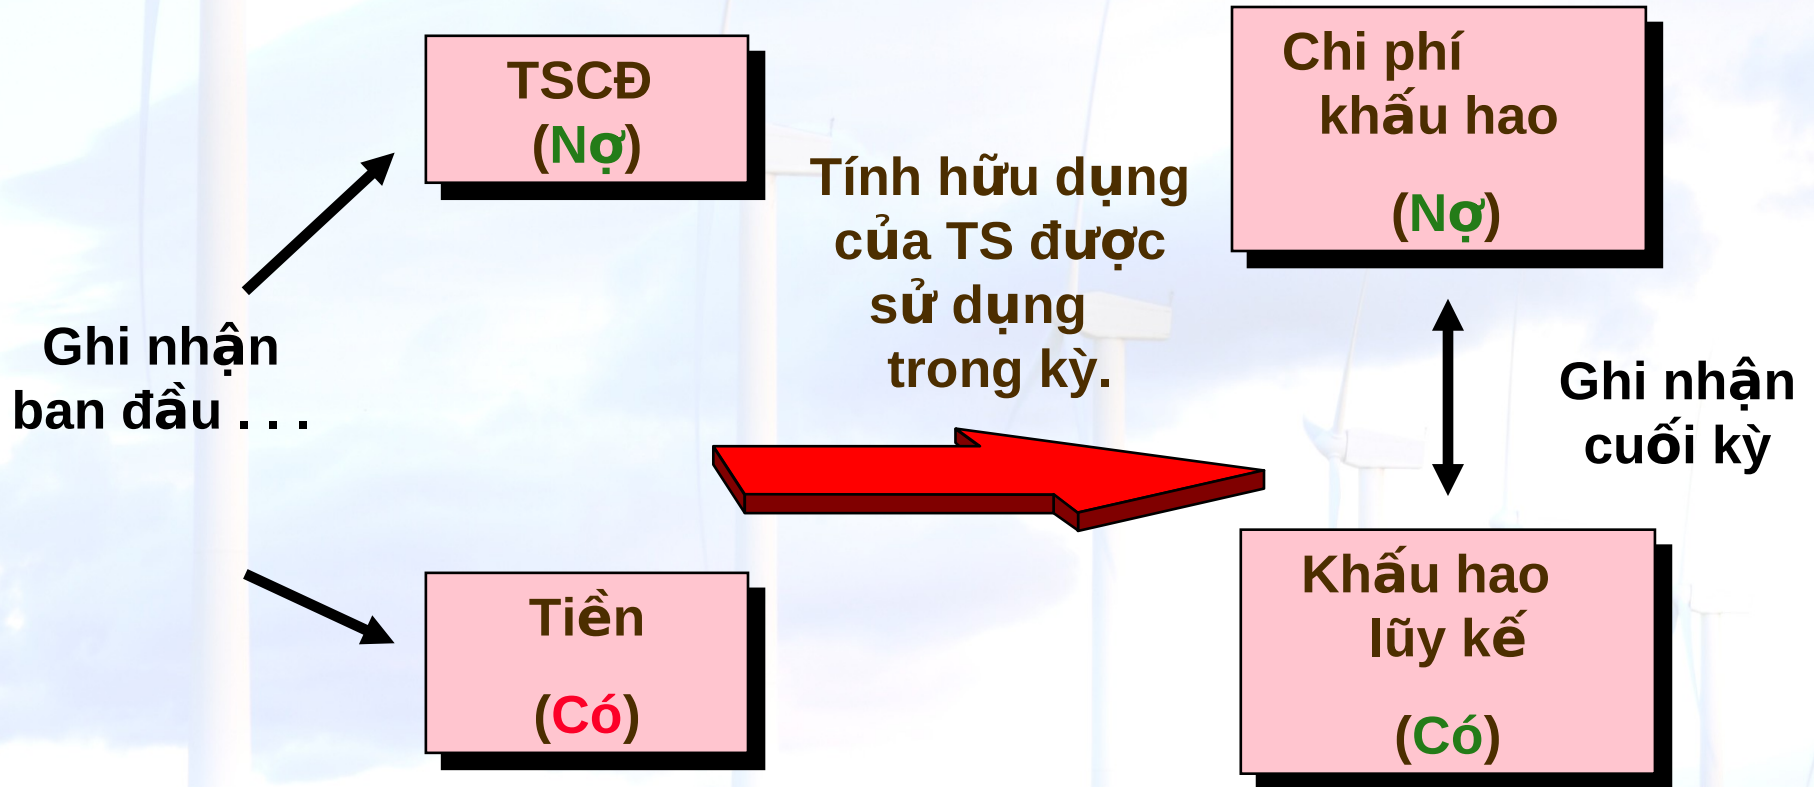 TSCĐ
(Nợ)
Ghi nhận
ban đầu . . .
Tiền
(Có)
Tính hữu dụng
của TS được
sử dụng
trong kỳ.
Chi phí
khấu hao
(Nợ)
Ghi nhận
cuối kỳ
Khấu hao
lũy kế
(Có)